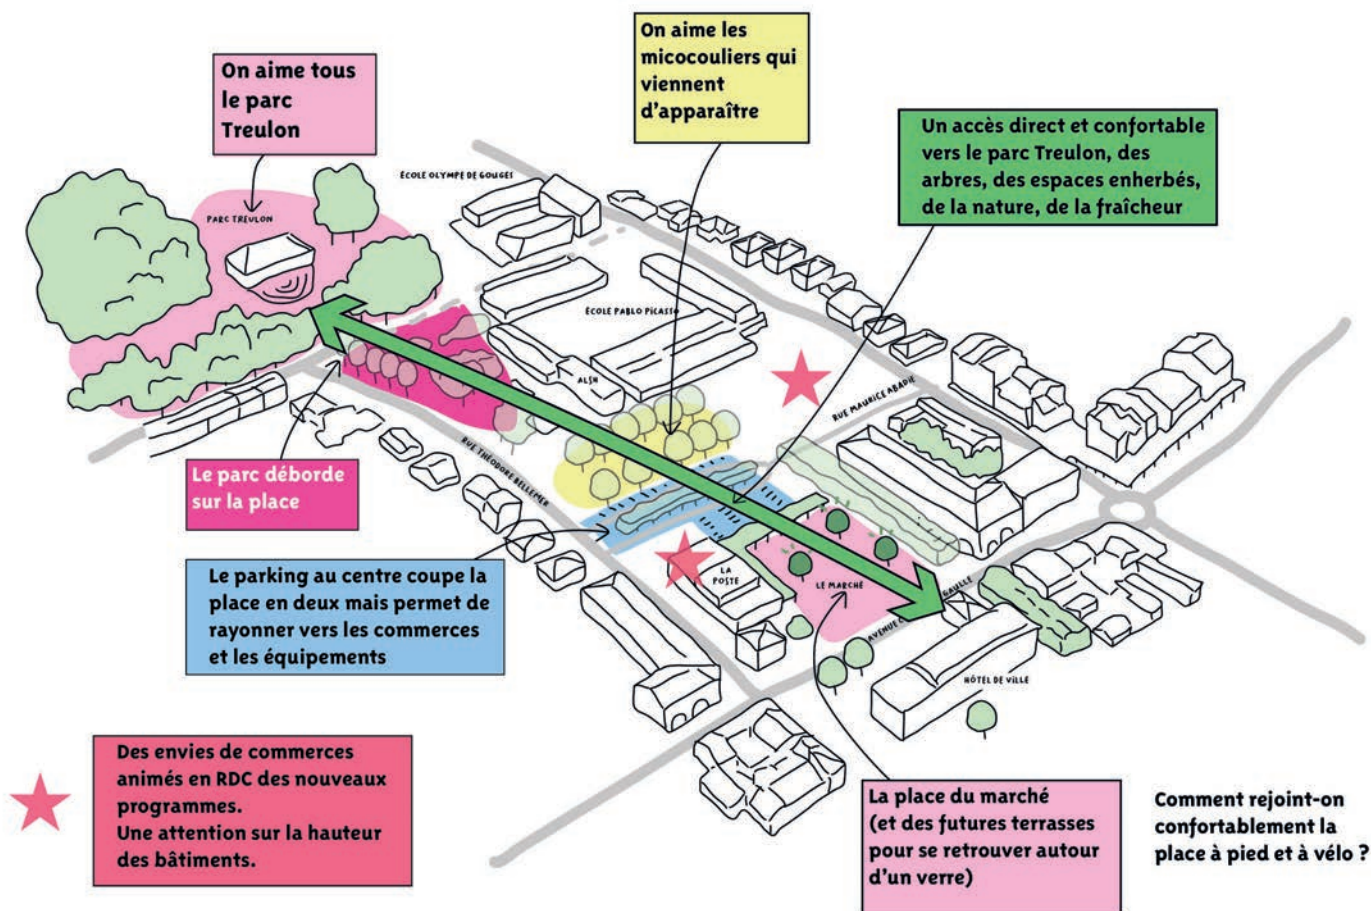 On aime tous
le parc
Treulon
On aime les
micocouliers qui
viennent
d'apparaître
Un accès direct et confortable
vers le parc Treulon, des
arbres, des espaces enherbés,
de la nature, de la fraîcheur
ÉCOLE OLYMPE DE GOUGES
PARC TREULON
ÉCOLE PABLO PICASSO
ALSH
RUE MAURICE ABADIE
RUE THÉODORE BELLEMER
Le parc déborde
sur la place
Le parking au centre coupe la
place en deux mais permet de
rayonner vers les commerces
et les équipements
LA
POSTE
LE MARCHÉ
AVENUE C
GAULLE
HÔTEL DE VILLE
Des envies de commerces
animés en RDC des nouveaux
programmes.
Une attention sur la hauteur
des bâtiments.
La place du marché
(et des futures terrasses
pour se retrouver autour
d'un verre)
Comment rejoint-on
confortablement la
place à pied et à vélo ?